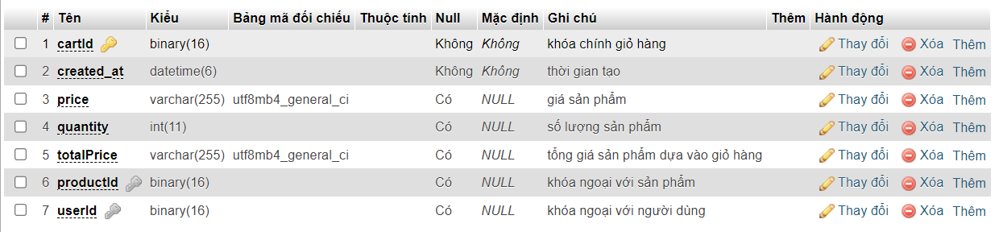 # Tên Kiểu Bảng mã đối chiếu Thuộc tính Null Mặc định Ghi chú Thêm Hành động
1 cartId binary(16) Không Không khóa chính giỏ hàng Thay đổi Xóa Thêm
2 created_at datetime(6) Không Không thời gian tạo Thay đổi Xóa Thêm
3 price varchar(255) utf8mb4_general_ci Có NULL giá sản phẩm Thay đổi Xóa Thêm
4 quantity int(11) Có NULL số lượng sản phẩm Thay đổi Xóa Thêm
5 totalPrice varchar(255) utf8mb4_general_ci Có NULL tổng giá sản phẩm dựa vào giỏ hàng Thay đổi Xóa Thêm
6 productId binary(16) Có NULL khóa ngoại với sản phẩm Thay đổi Xóa Thêm
7 userId binary(16) Có NULL khóa ngoại với người dùng Thay đổi Xóa Thêm